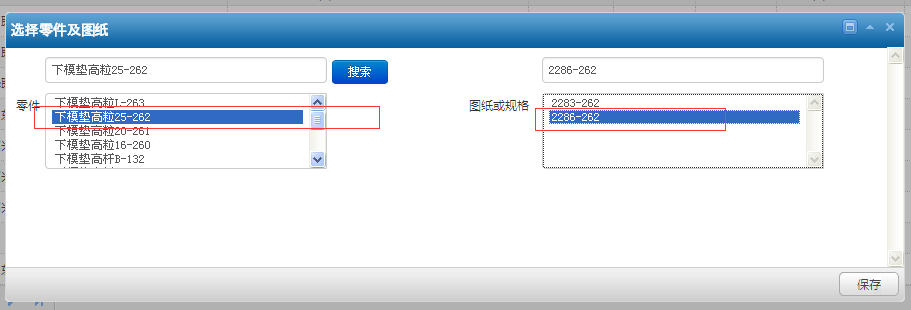 选择零件及图纸
下模垫高粒25-262
搜索
2286-262
零件
下模垫高粒L-263
下模垫高粒25-262
下模垫高粒20-261
下模垫高粒16-260
下模垫高杆B-132
图纸或规格
2283-262
2286-262
保存